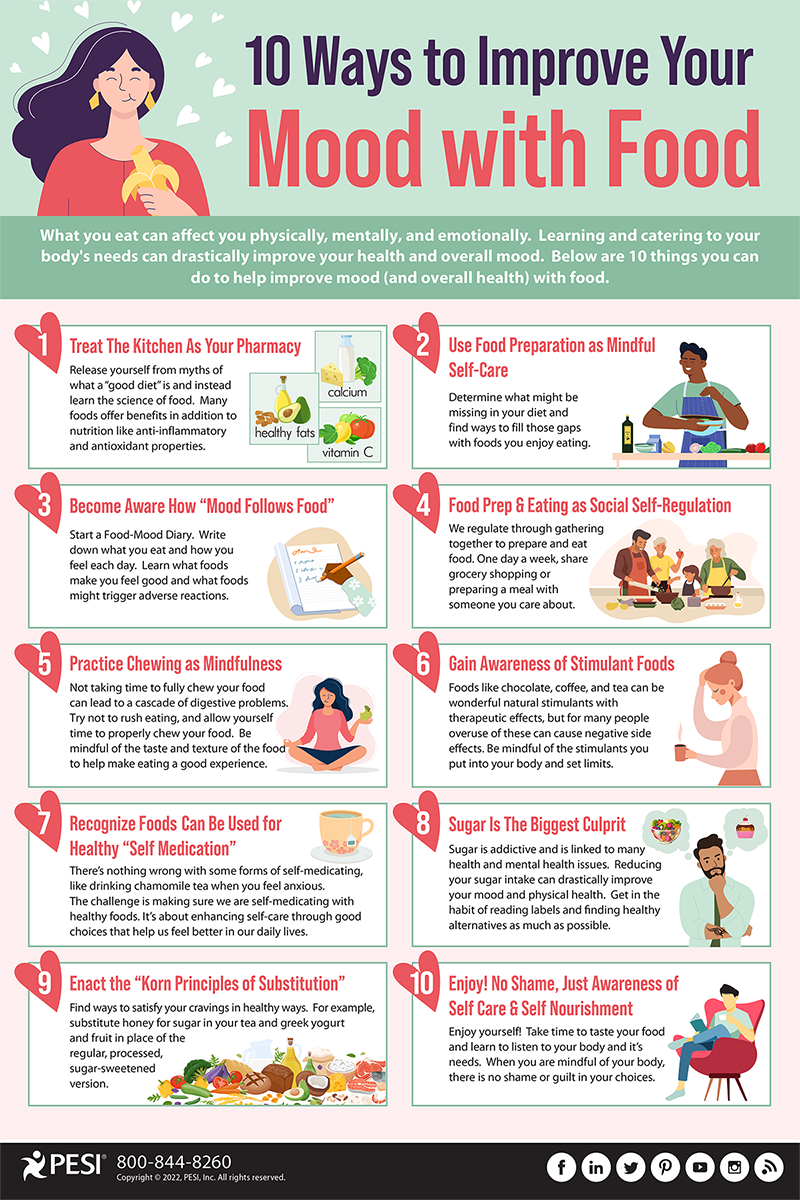 10 Ways to Improve Your
Mood with Food
What you eat can affect you physically, mentally, and emotionally.  Learning and catering to your
body's needs can drastically improve your health and overall mood.  Below are 10 things you can
do to help improve mood (and overall health) with food.
1
Treat The Kitchen As Your Pharmacy
Release yourself from myths of
what a “good diet” is and instead
learn the science of food.  Many
foods offer benefits in addition to
nutrition like anti-inflammatory
and antioxidant properties.
calcium
healthy fats
vitamin C
2
Use Food Preparation as Mindful
Self-Care
Determine what might be
missing in your diet and
find ways to fill those gaps
with foods you enjoy eating.
3
Become Aware How “Mood Follows Food”
Start a Food-Mood Diary.  Write
down what you eat and how you
feel each day.  Learn what foods
make you feel good and what foods
might trigger adverse reactions.
4
Food Prep & Eating as Social Self-Regulation
We regulate through gathering
together to prepare and eat
food. One day a week, share
grocery shopping or
preparing a meal with
someone you care about.
5
Practice Chewing as Mindfulness
Not taking time to fully chew your food
can lead to a cascade of digestive problems.
Try not to rush eating, and allow yourself
time to properly chew your food.  Be
mindful of the taste and texture of the food
to help make eating a good experience.
6
Gain Awareness of Stimulant Foods
Foods like chocolate, coffee, and tea can be
wonderful natural stimulants with
therapeutic effects, but for many people
overuse of these can cause negative side
effects. Be mindful of the stimulants you
put into your body and set limits.
7
Recognize Foods Can Be Used for
Healthy “Self Medication”
There’s nothing wrong with some forms of self-medicating,
like drinking chamomile tea when you feel anxious.
The challenge is making sure we are self-medicating with
healthy foods. It’s about enhancing self-care through good
choices that help us feel better in our daily lives.
8
Sugar Is The Biggest Culprit
Sugar is addictive and is linked to many
health and mental health issues.  Reducing
your sugar intake can drastically improve
your mood and physical health.  Get in the
habit of reading labels and finding healthy
alternatives as much as possible.
9
Enact the “Korn Principles of Substitution”
Find ways to satisfy your cravings in healthy ways.  For example,
substitute honey for sugar in your tea and greek yogurt
and fruit in place of the
regular, processed,
sugar-sweetened
version.
10
Enjoy! No Shame, Just Awareness of
Self Care & Self Nourishment
Enjoy yourself!  Take time to taste your food
and learn to listen to your body and it’s
needs.  When you are mindful of your body,
there is no shame or guilt in your choices.
PESI® 800-844-8260
Copyright © 2022, PESI, Inc. All rights reserved.